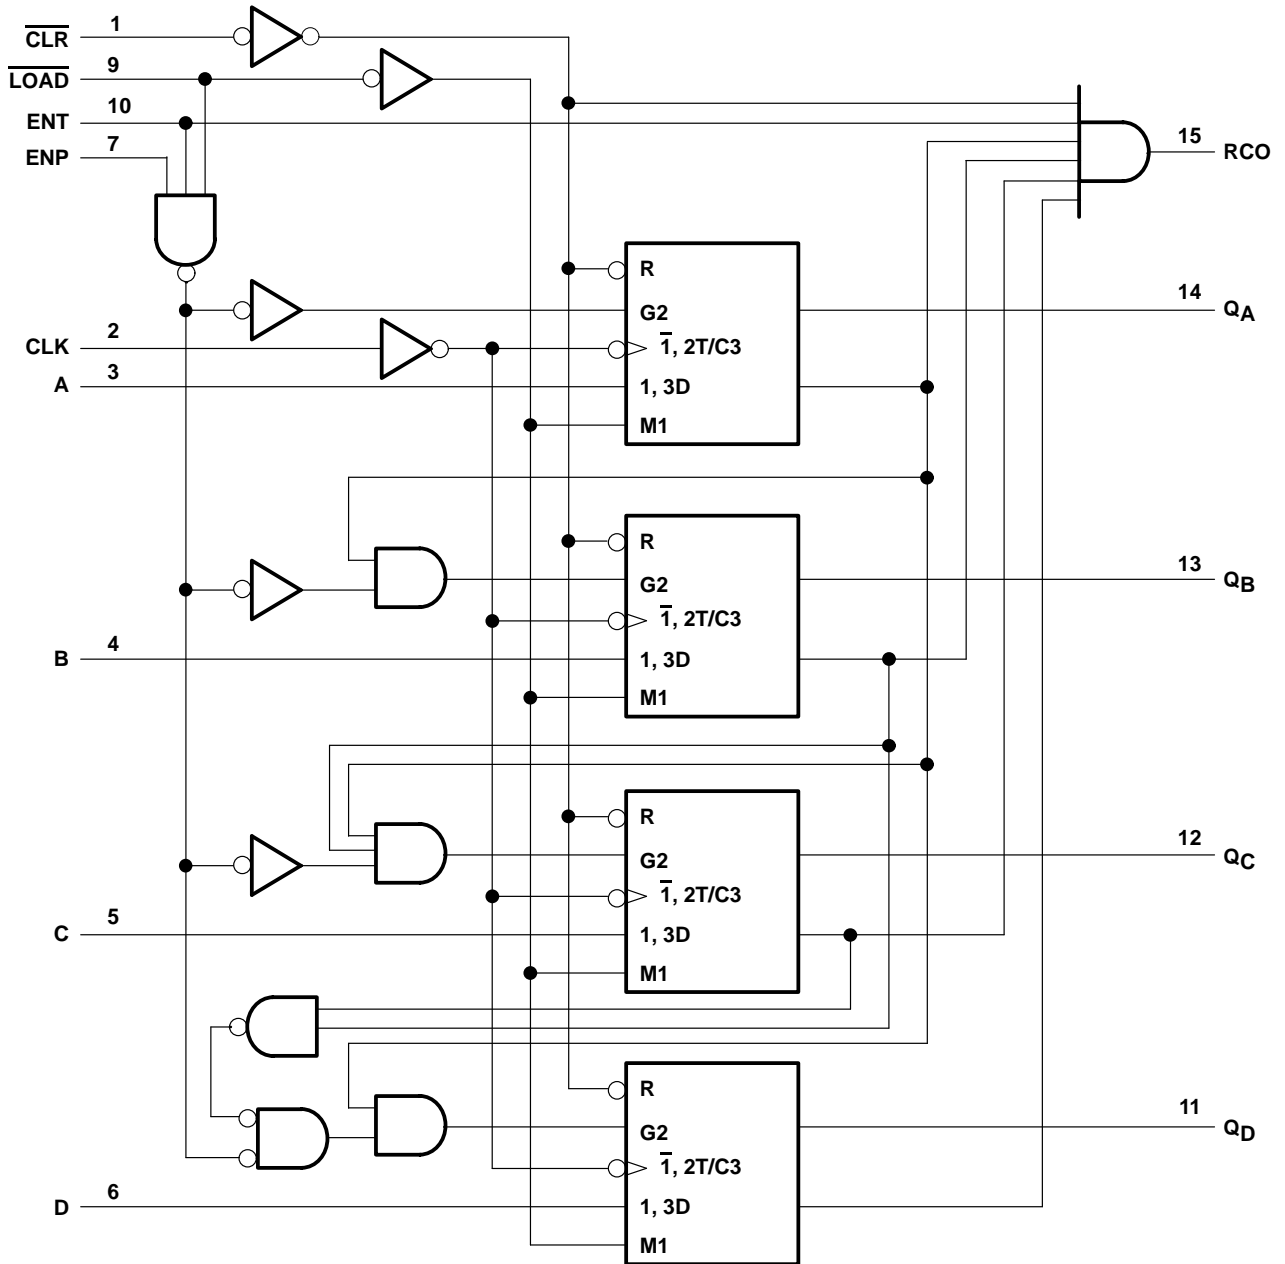 C̅L̅R̅ 1
L̅O̅A̅D̅ 9
ENT 10
ENP 7
15 RCO
R
G2
1̅, 2T/C3
1, 3D
M1
14 QA
CLK 2
A 3
R
G2
1̅, 2T/C3
1, 3D
M1
13 QB
B 4
R
G2
1̅, 2T/C3
1, 3D
M1
12 QC
C 5
R
G2
1̅, 2T/C3
1, 3D
M1
11 QD
D 6